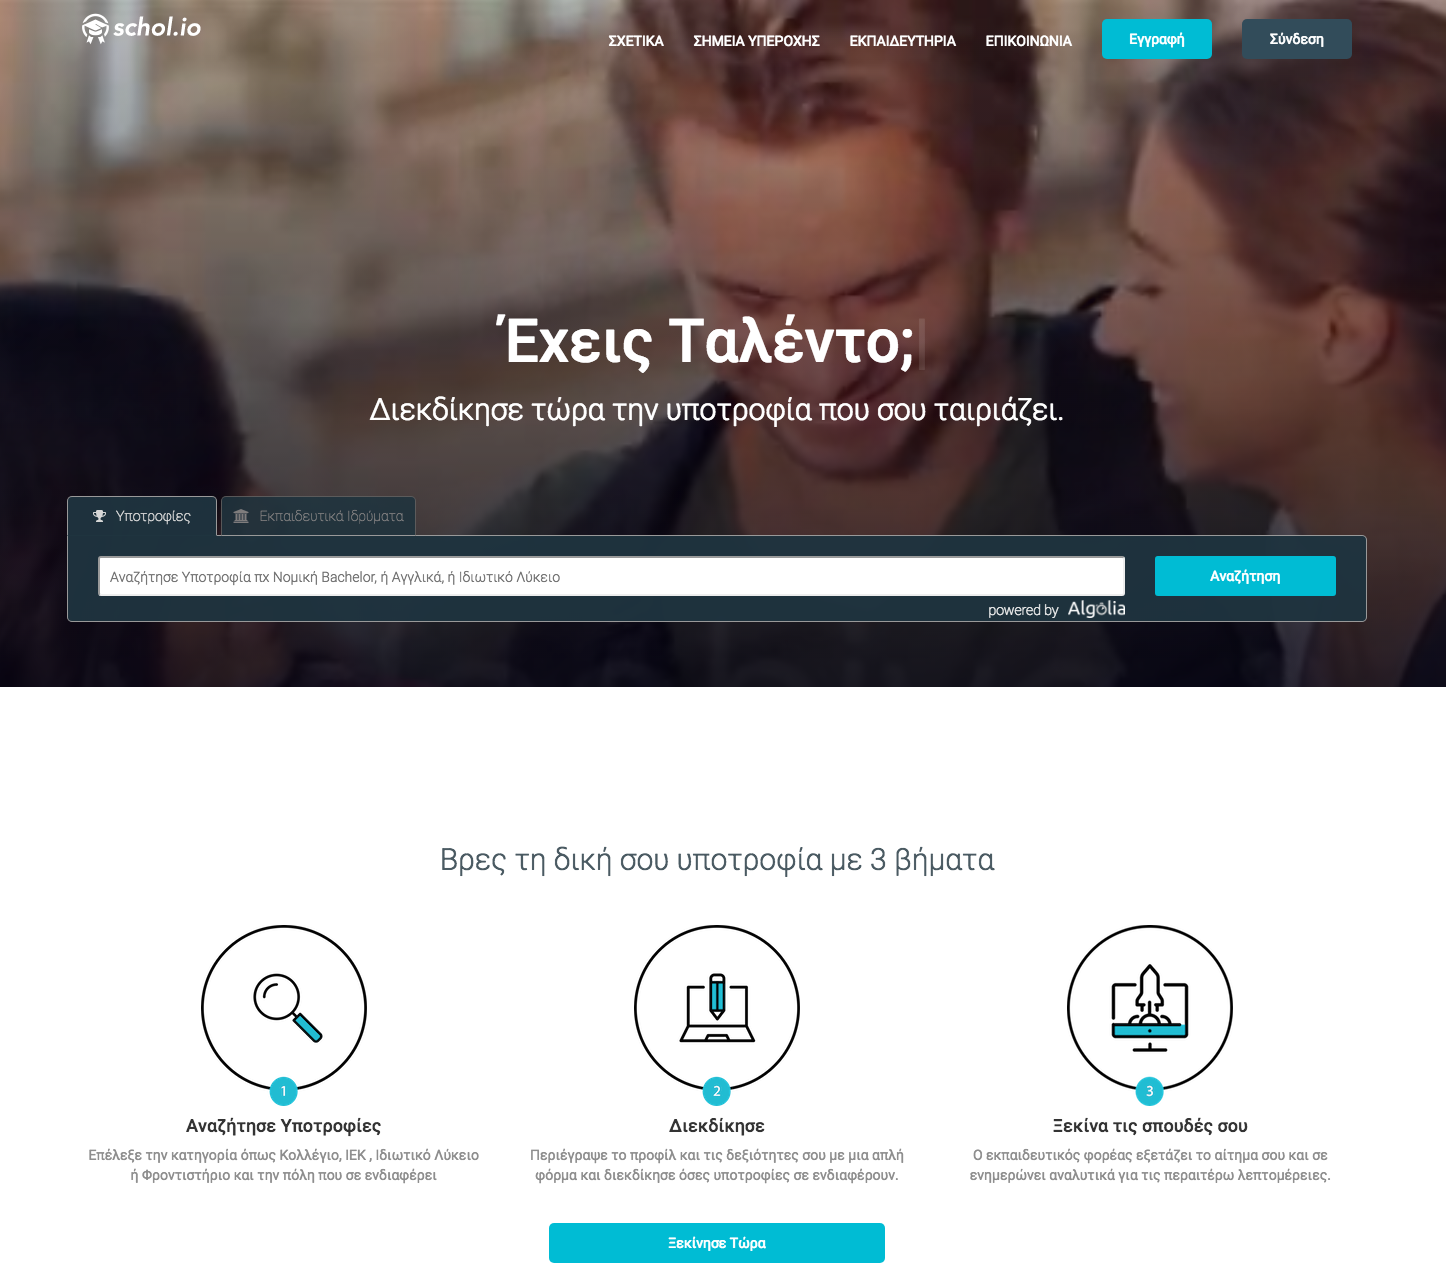 schol.io
ΣΧΕΤΙΚΑ ΣΗΜΕΙΑ ΥΠΕΡΟΧΗΣ ΕΚΠΑΙΔΕΥΤΗΡΙΑ ΕΠΙΚΟΙΝΩΝΙΑ Εγγραφή Σύνδεση
Έχεις Ταλέντο;
Διεκδίκησε τώρα την υποτροφία που σου ταιριάζει.
Υποτροφίες Εκπαιδευτικά Ιδρύματα
Αναζήτησε Υποτροφία πχ Νομική Bachelor, ή Αγγλικά, ή Ιδιωτικό Λύκειο Αναζήτηση
powered by Algolia
Βρες τη δική σου υποτροφία με 3 βήματα
1 2 3
Αναζήτησε Υποτροφίες
Επέλεξε την κατηγορία όπως Κολλέγιο, ΙΕΚ , Ιδιωτικό Λύκειο
ή Φροντιστήριο και την πόλη που σε ενδιαφέρει
Διεκδίκησε
Περιέγραψε το προφίλ και τις δεξιότητες σου με μια απλή
φόρμα και διεκδίκησε όσες υποτροφίες σε ενδιαφέρουν.
Ξεκίνα τις σπουδές σου
Ο εκπαιδευτικός φορέας εξετάζει το αίτημα σου και σε
ενημερώνει αναλυτικά για τις περαιτέρω λεπτομέρειες.
Ξεκίνησε Τώρα